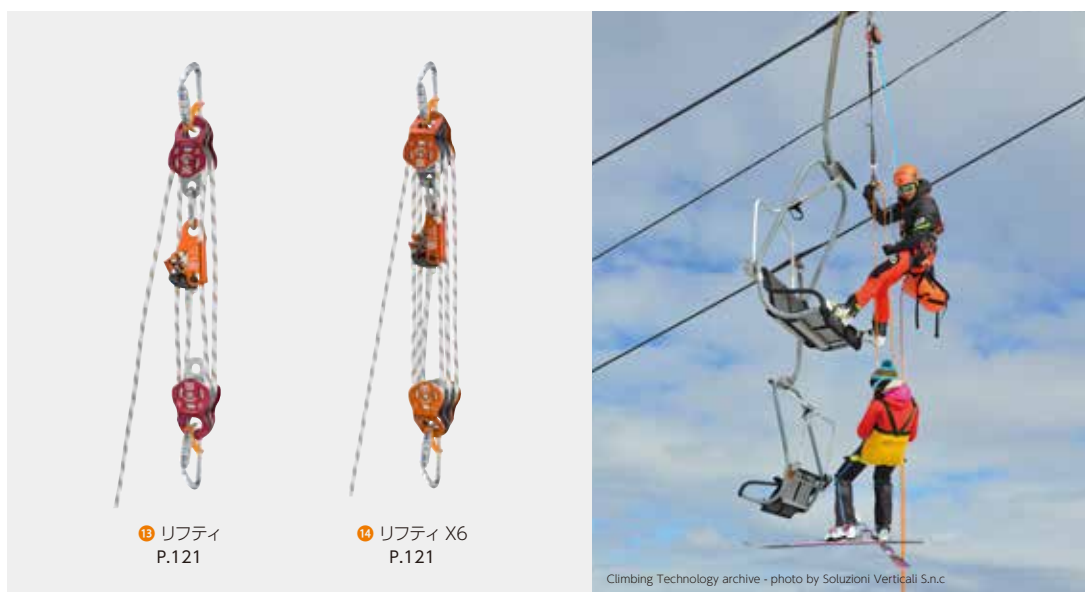 ⓭ リフティ
P.121
⓮ リフティ X6
P.121
Climbing Technology archive - photo by Soluzioni Verticali S.n.c